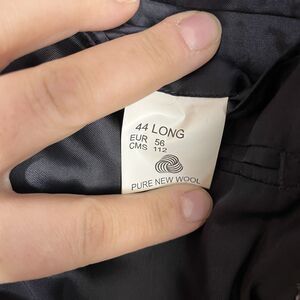 44 LONG
EUR 56
CMS 112
PURE NEW WOOL